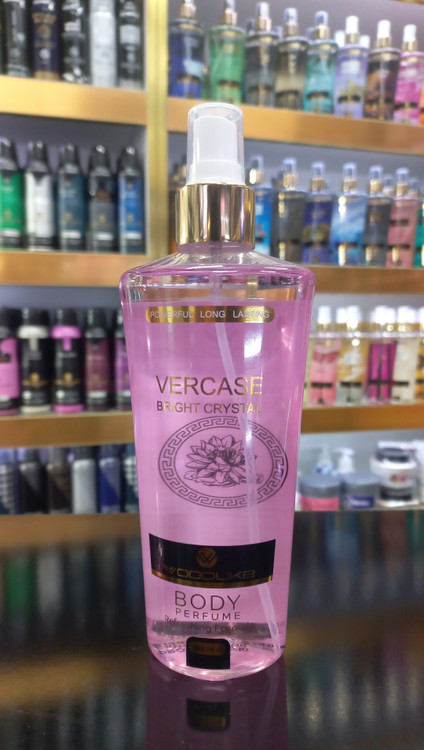 POWERFUL LONG LASTING
VERCASE
BRIGHT CRYSTAL
BODY
PERFUME